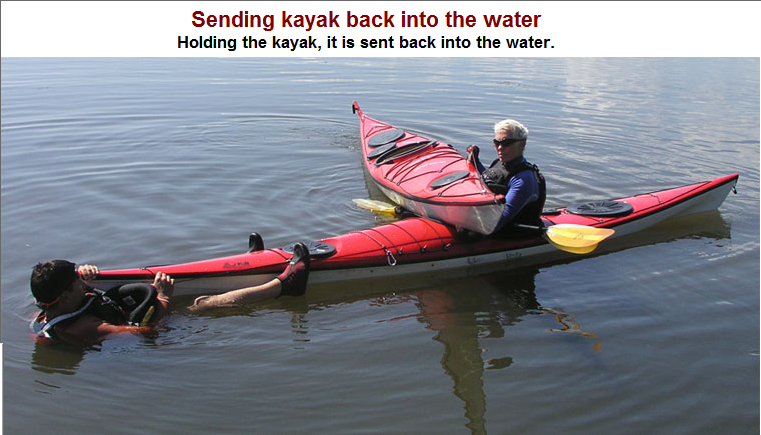 Sending kayak back into the water
Holding the kayak, it is sent back into the water.